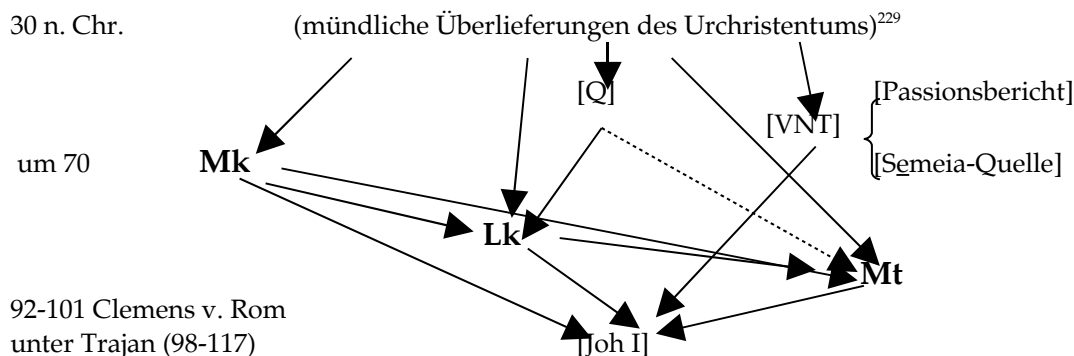 30 n. Chr. (mündliche Überlieferungen des Urchristentums)229
[Q] [Passionsbericht]
[VNT]
um 70 Mk [Semeia-Quelle]
Lk
Mt
92-101 Clemens v. Rom
unter Trajan (98-117) [Joh I]